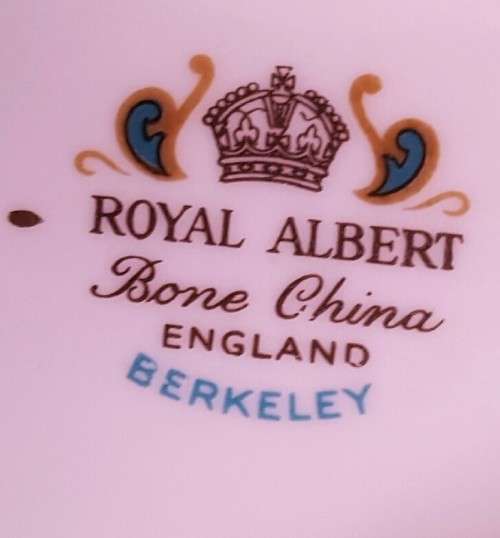 ROYAL ALBERT
Bone China
ENGLAND
BERKELEY